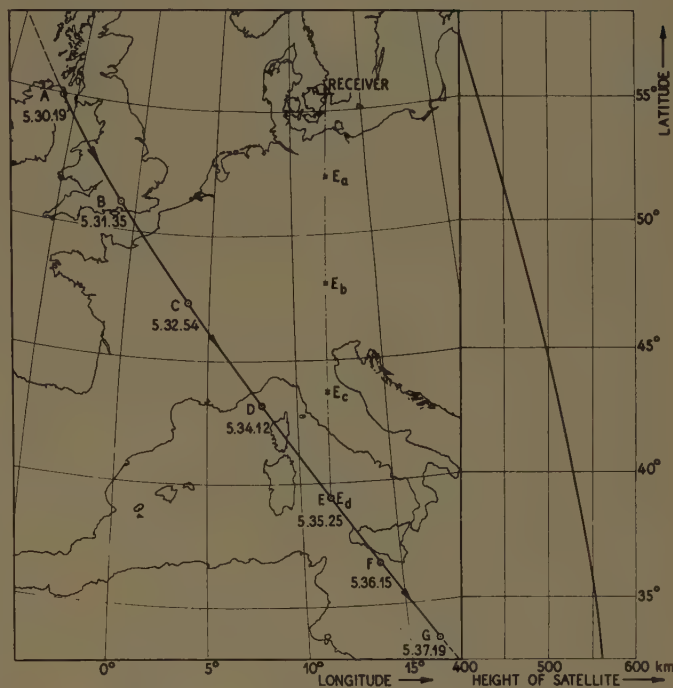 A
5.30.19
RECEIVER
55°
LATITUDE
Ea
B
5.31.35
50°
Eb
C
5.32.54
45°
Ec
D
5.34.12
40°
E Ed
5.35.25
F
5.36.15
35°
G
5.37.19
0° 5° 10° 15° 400 500 600 km
LONGITUDE HEIGHT OF SATELLITE